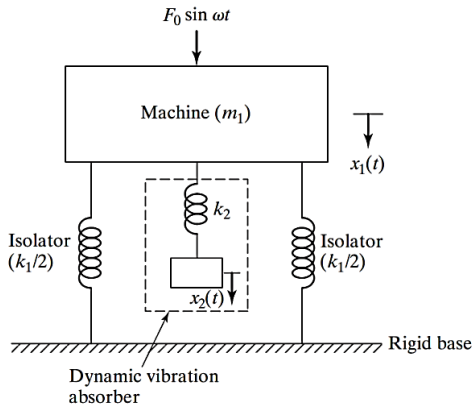 F₀ sin ωt
Machine (m₁)
x₁(t)
k₂
Isolator
(k₁/2)
Isolator
(k₁/2)
x₂(t)
Rigid base
Dynamic vibration
absorber